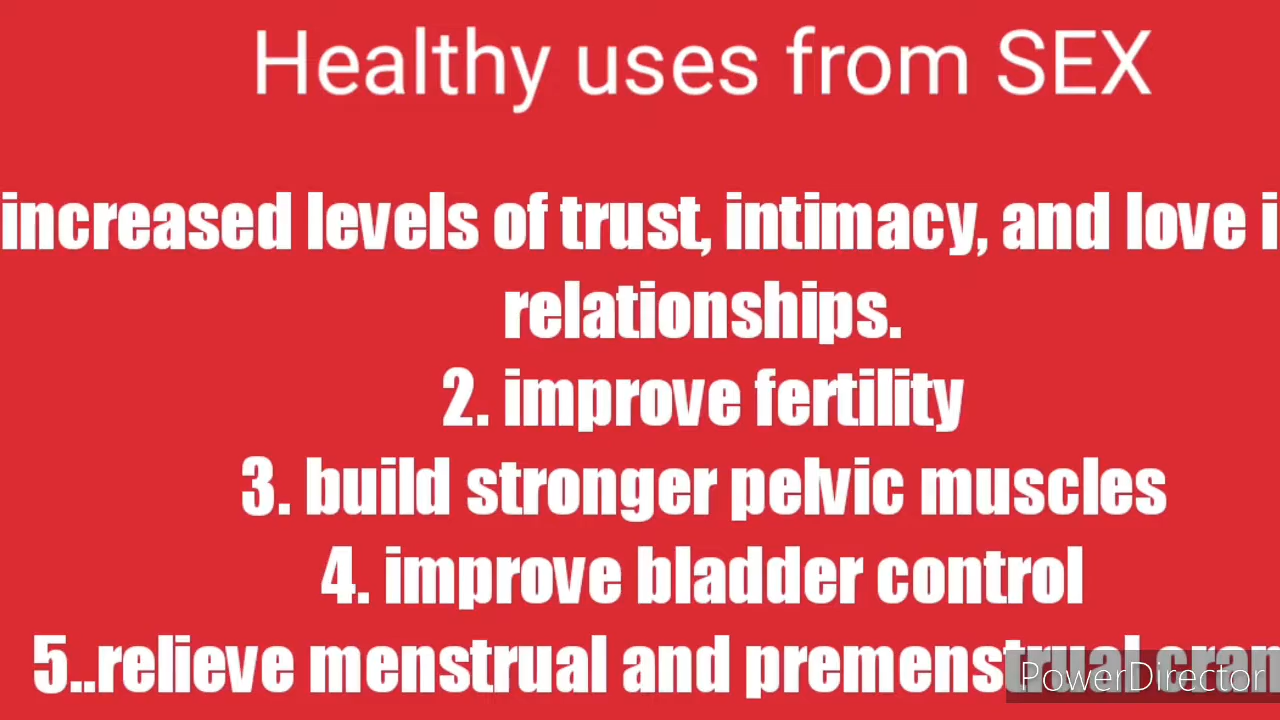 Healthy uses from SEX
increased levels of trust, intimacy, and love i
relationships.
2. improve fertility
3. build stronger pelvic muscles
4. improve bladder control
5..relieve menstrual and premenstrual cram
PowerDirector